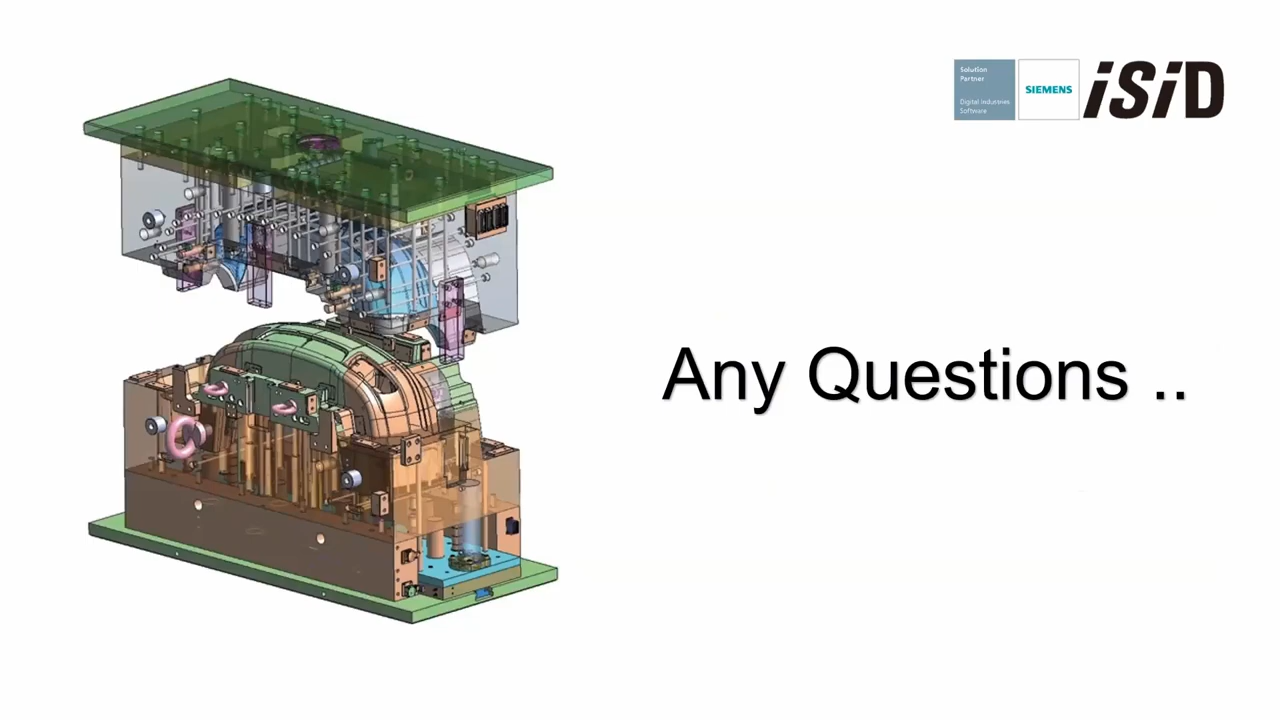 Solution
Partner
Digital Industries
Software
SIEMENS
iSiD
Any Questions ..